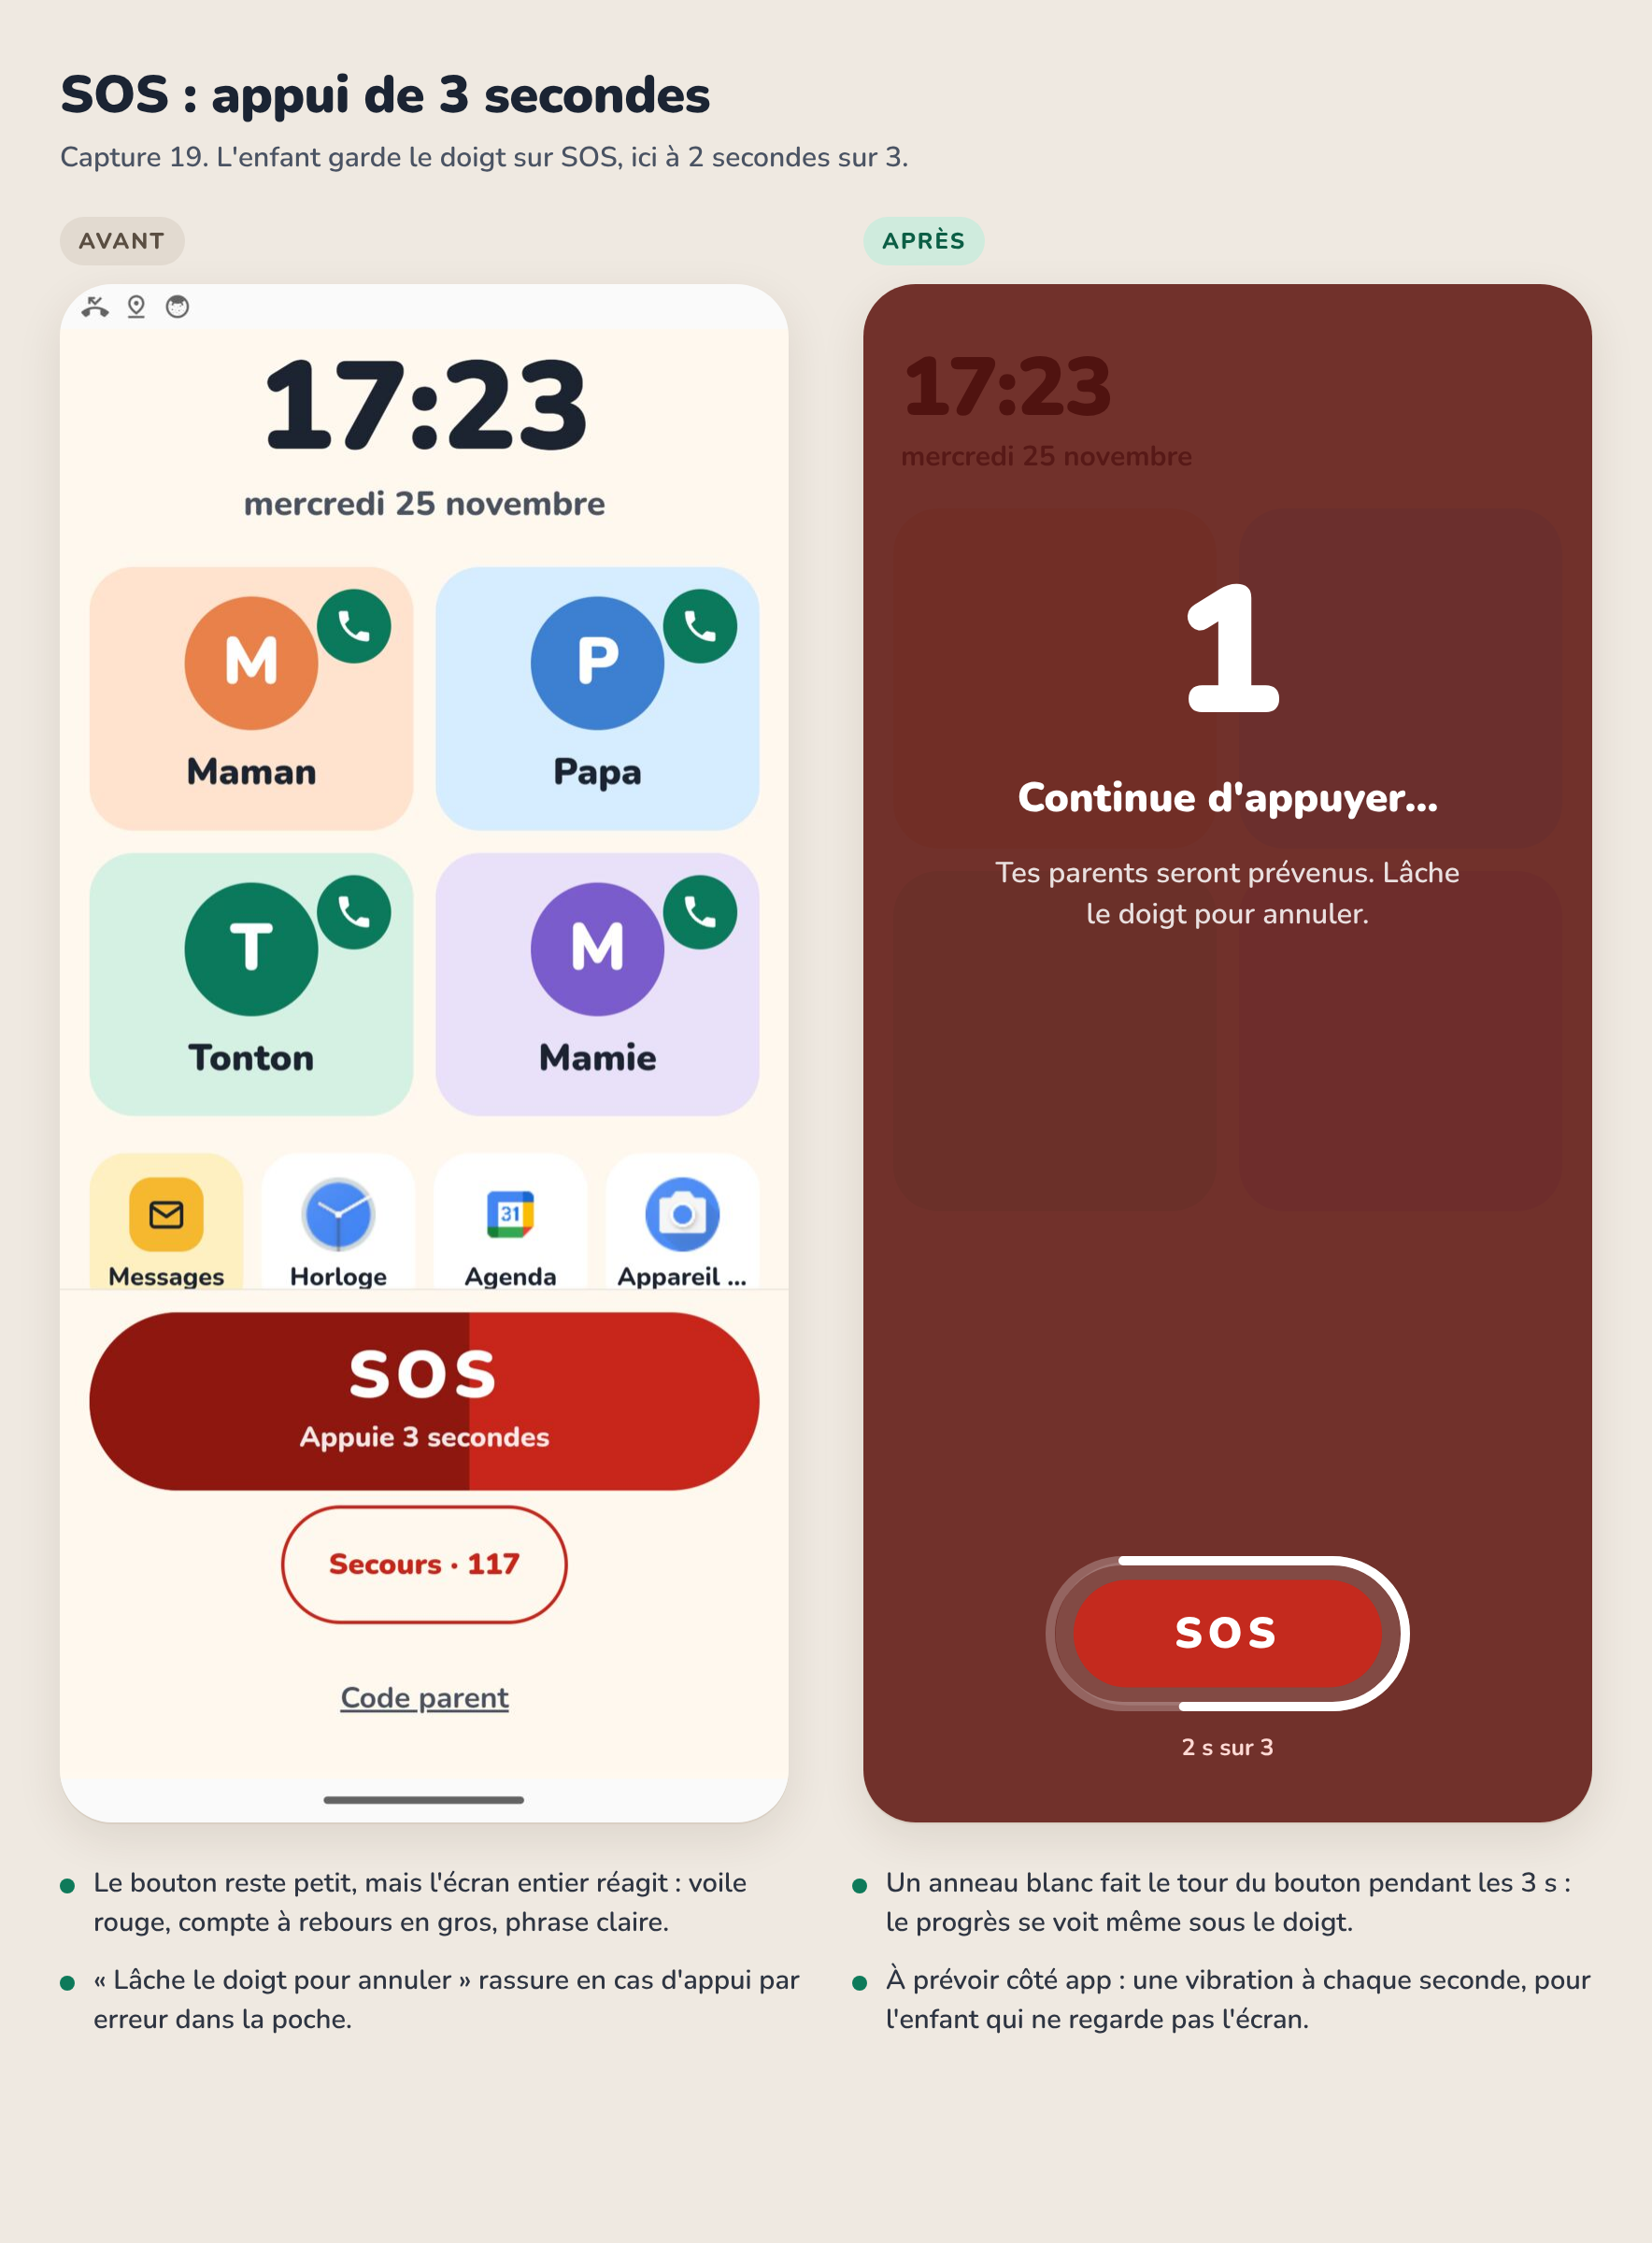 SOS : appui de 3 secondes
Capture 19. L'enfant garde le doigt sur SOS, ici à 2 secondes sur 3.
AVANT
17:23
mercredi 25 novembre
M
Maman
P
Papa
T
Tonton
M
Mamie
Messages
Horloge
31
Agenda
Appareil ...
SOS
Appuie 3 secondes
Secours · 117
Code parent
APRÈS
17:23
mercredi 25 novembre
1
Continue d'appuyer...
Tes parents seront prévenus. Lâche
le doigt pour annuler.
SOS
2 s sur 3
Le bouton reste petit, mais l'écran entier réagit : voile
rouge, compte à rebours en gros, phrase claire.
« Lâche le doigt pour annuler » rassure en cas d'appui par
erreur dans la poche.
Un anneau blanc fait le tour du bouton pendant les 3 s :
le progrès se voit même sous le doigt.
À prévoir côté app : une vibration à chaque seconde, pour
l'enfant qui ne regarde pas l'écran.